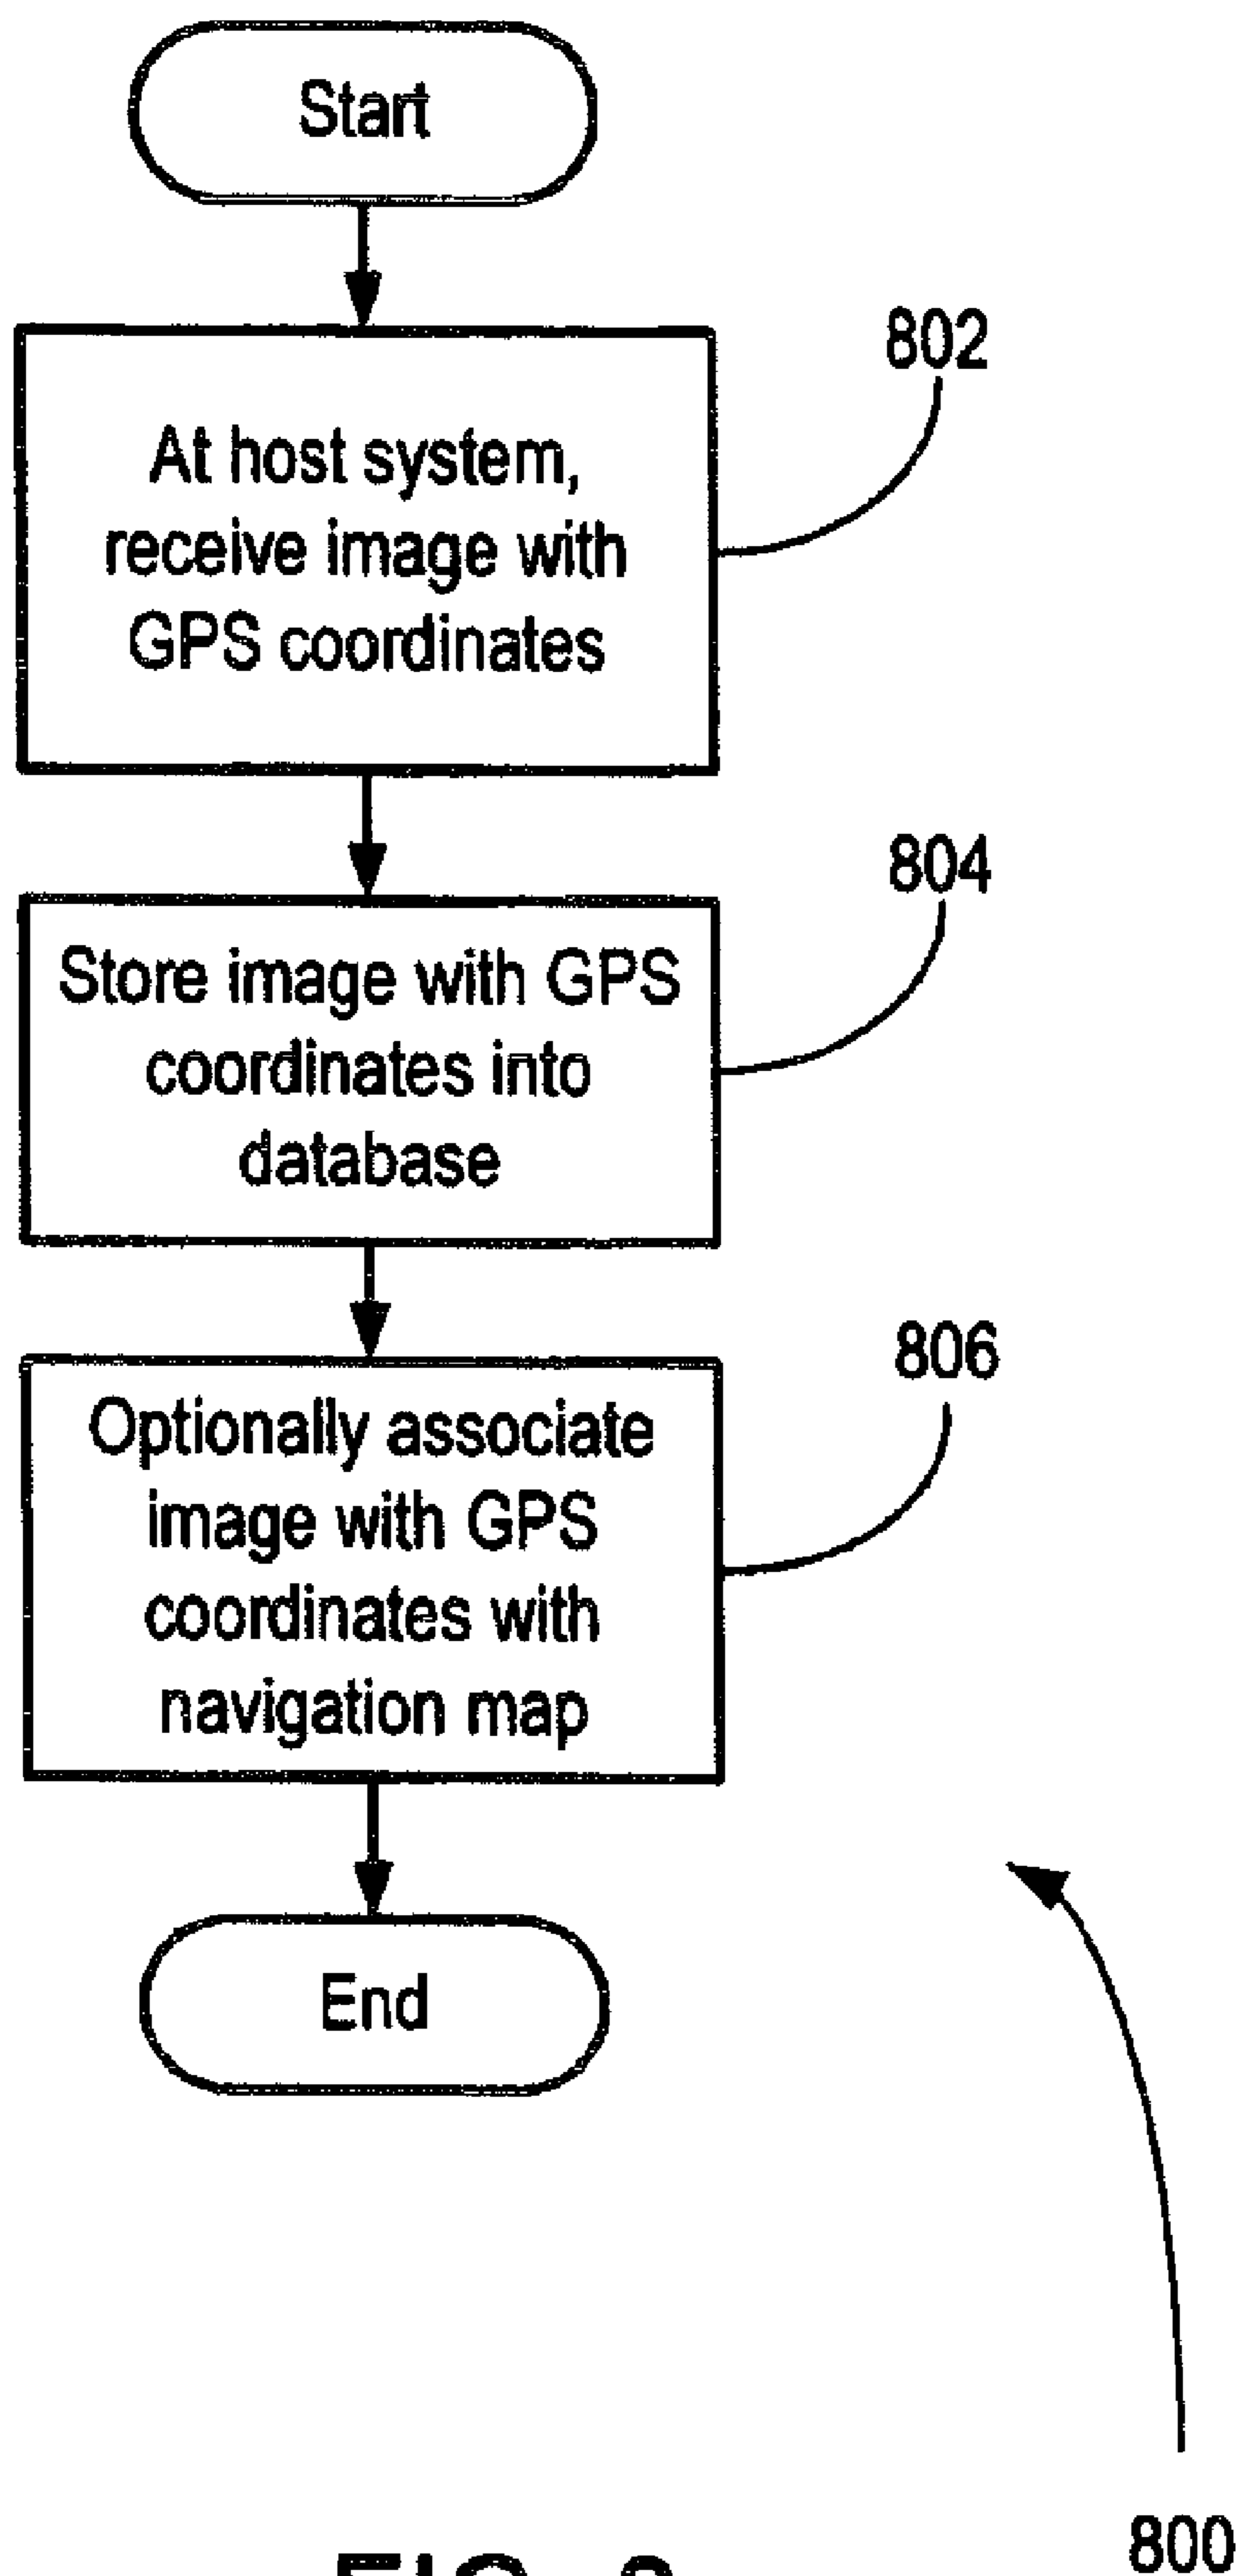 Start
802
At host system,
receive image with
GPS coordinates
804
Store image with GPS
coordinates into
database
806
Optionally associate
image with GPS
coordinates with
navigation map
End
800